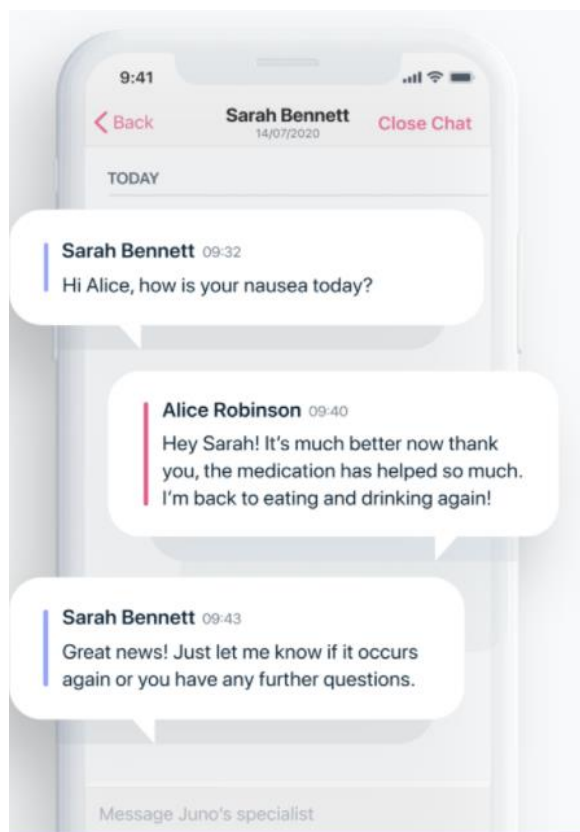 9:41
Back
Sarah Bennett
Close Chat
14/07/2020
TODAY
Sarah Bennett 09:32
Hi Alice, how is your nausea today?
Alice Robinson 09:40
Hey Sarah! It's much better now thank
you, the medication has helped so much.
I'm back to eating and drinking again!
Sarah Bennett 09:43
Great news! Just let me know if it occurs
again or you have any further questions.
Message Juno's specialist